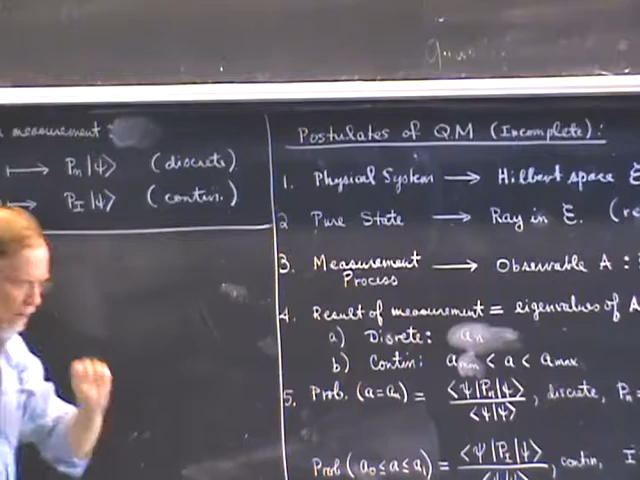 measurement :
⟼ Pₙ|ψ⟩ (discrete)
⟼ P_I|ψ⟩ (contin.)
Postulates of QM (Incomplete) :
1. Physical System ⟶ Hilbert space ℰ
2 Pure State ⟶ Ray in ℰ.
3. Measurement Process ⟶ Observable A :
4. Result of measurement = eigenvalues of A
a) Discrete: aₙ
b) Contin: a_min < a < a_max
5. Prob. (a=aₙ) = ⟨ψ|Pₙ|ψ⟩ / ⟨ψ|ψ⟩ , discrete, Pₙ =
Prob (a₀ ≤ a ≤ a₁) = ⟨ψ|P_I|ψ⟩ / ⟨ψ|ψ⟩ , contin, I